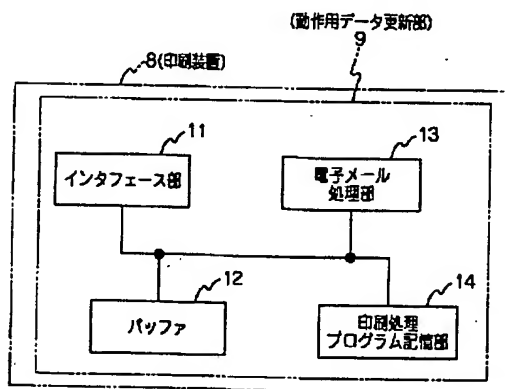 (動作用データ更新部)
9
8(印刷装置)
11
インタフェース部
13
電子メール
処理部
12
バッファ
14
印刷処理
プログラム記憶部